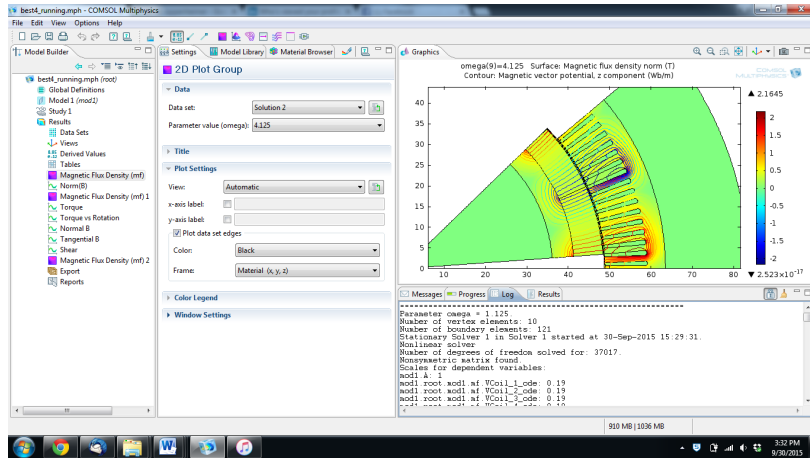 best4_running.mph - COMSOL Multiphysics
File Edit View Options Help
Model Builder
best4_running.mph (root)
Global Definitions
Model 1 (mod1)
Study 1
Results
Data Sets
Views
Derived Values
Tables
Magnetic Flux Density (mf)
Norm(B)
Magnetic Flux Density (mf) 1
Torque
Torque vs Rotation
Normal B
Tangential B
Shear
Magnetic Flux Density (mf) 2
Export
Reports
Settings Model Library Material Browser
2D Plot Group
Data
Data set: Solution 2
Parameter value (omega): 4.125
Title
Plot Settings
View: Automatic
x-axis label:
y-axis label:
Plot data set edges
Color: Black
Frame: Material (x, y, z)
Color Legend
Window Settings
Graphics
omega(9)=4.125 Surface: Magnetic flux density norm (T)
Contour: Magnetic vector potential, z component (Wb/m)
COMSOL
MULTIPHYSICS
▲ 2.1645
40
35
30
25
20
15
10
5
0
10 20 30 40 50 60 70 80
2
1.5
1
0.5
0
-0.5
-1
-1.5
-2
▼ 2.523×10⁻¹⁷
Messages Progress Log Results
Parameter omega = 1.125.
Number of vertex elements: 10
Number of boundary elements: 121
Stationary Solver 1 in Solver 1 started at 30-Sep-2015 15:29:31.
Nonlinear solver
Number of degrees of freedom solved for: 37017.
Nonsymmetric matrix found.
Scales for dependent variables:
mod1.A: 1
mod1.root.mod1.mf.VCoil_1_ode: 0.19
mod1.root.mod1.mf.VCoil_2_ode: 0.19
mod1.root.mod1.mf.VCoil_3_ode: 0.19
910 MB | 1036 MB
3:32 PM
9/30/2015